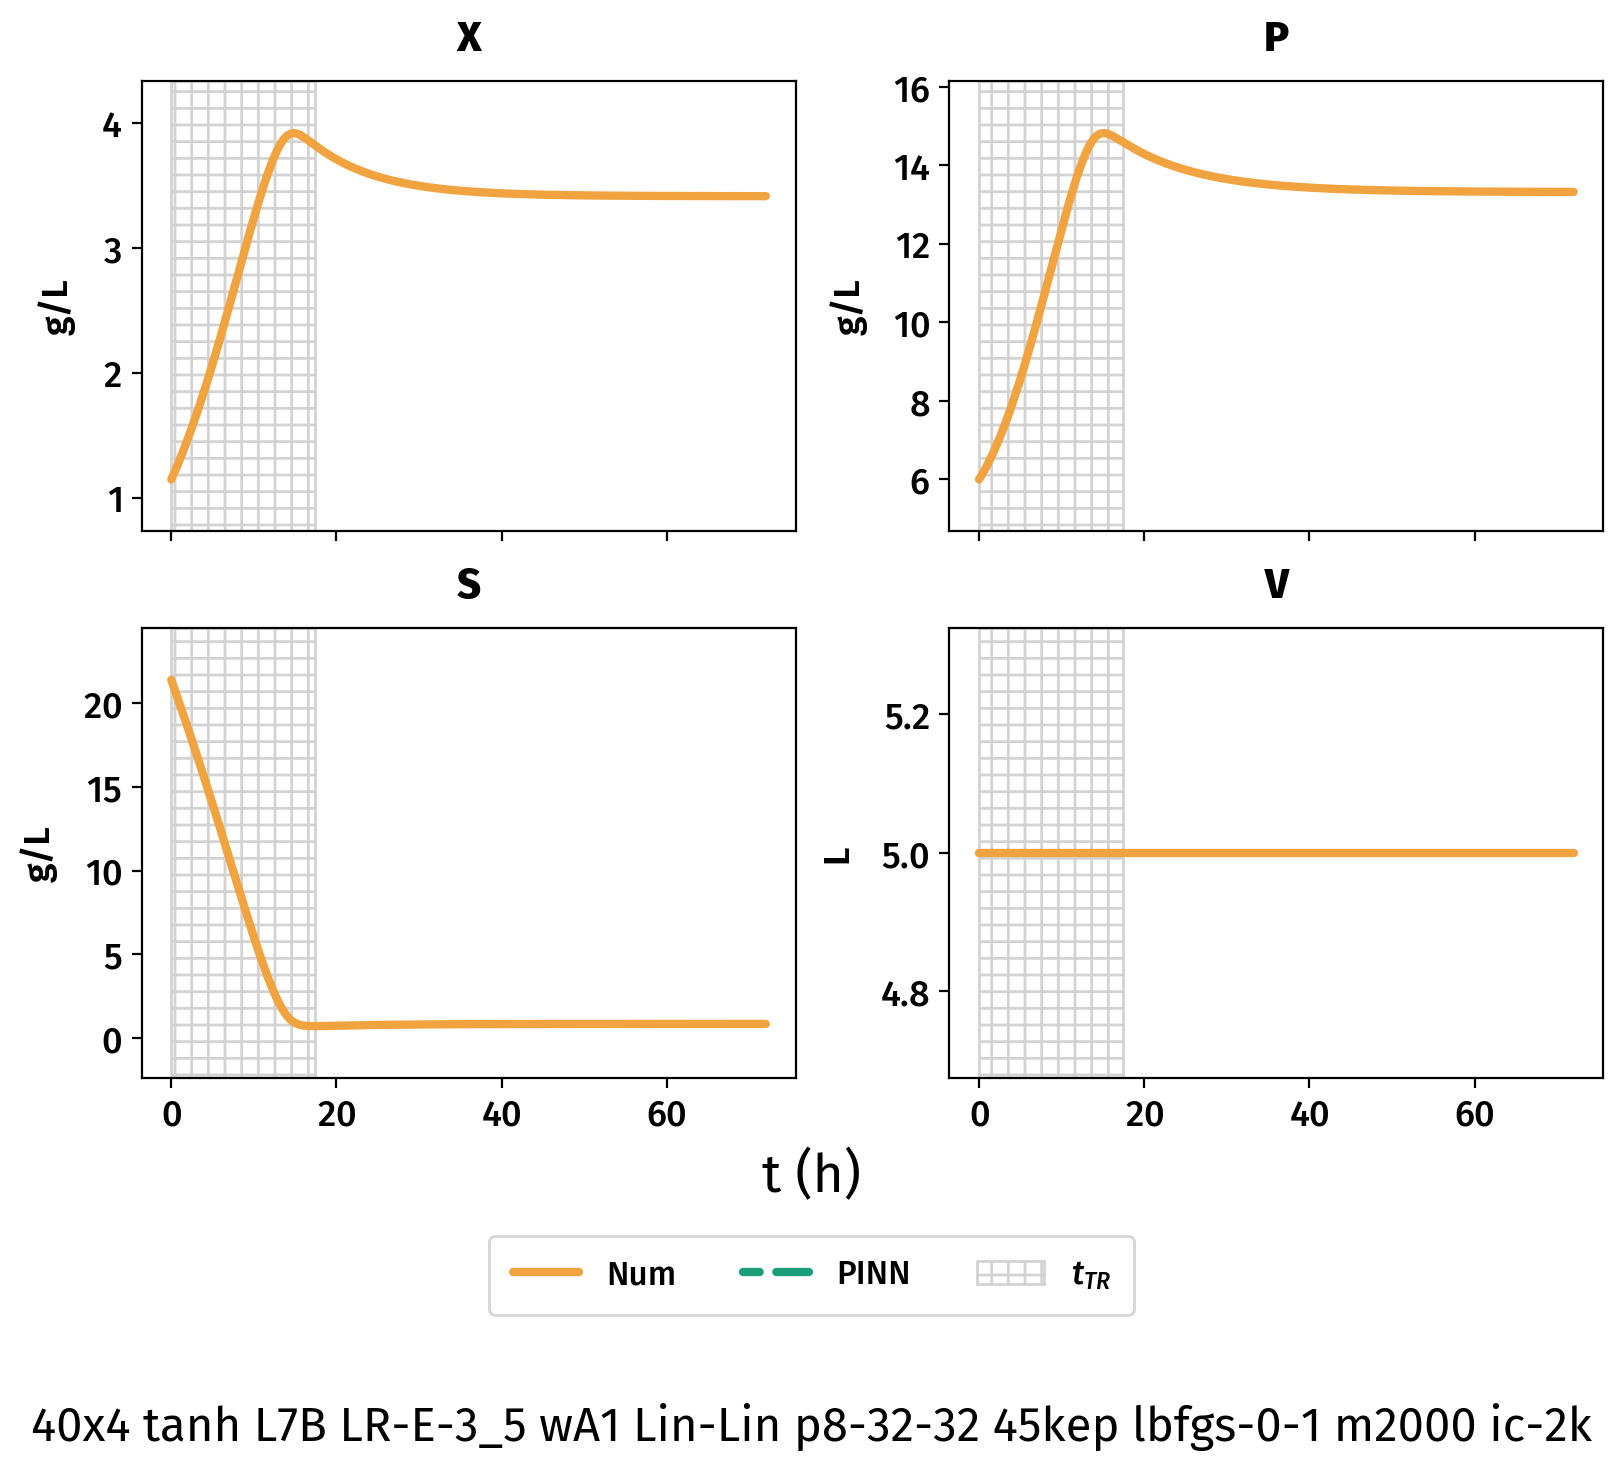 X
P
4
3
2
1
g/L
16
14
12
10
8
6
g/L
S
V
20
15
10
5
0
g/L
5.2
5.0
4.8
L
0 20 40 60
0 20 40 60
t (h)
Num PINN tTR
40x4 tanh L7B LR-E-3_5 wA1 Lin-Lin p8-32-32 45kep lbfgs-0-1 m2000 ic-2k